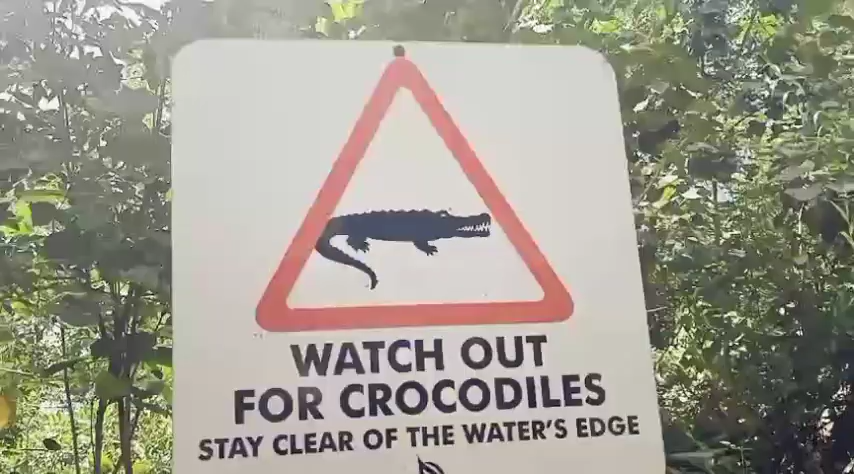 WATCH OUT
FOR CROCODILES
STAY CLEAR OF THE WATER'S EDGE